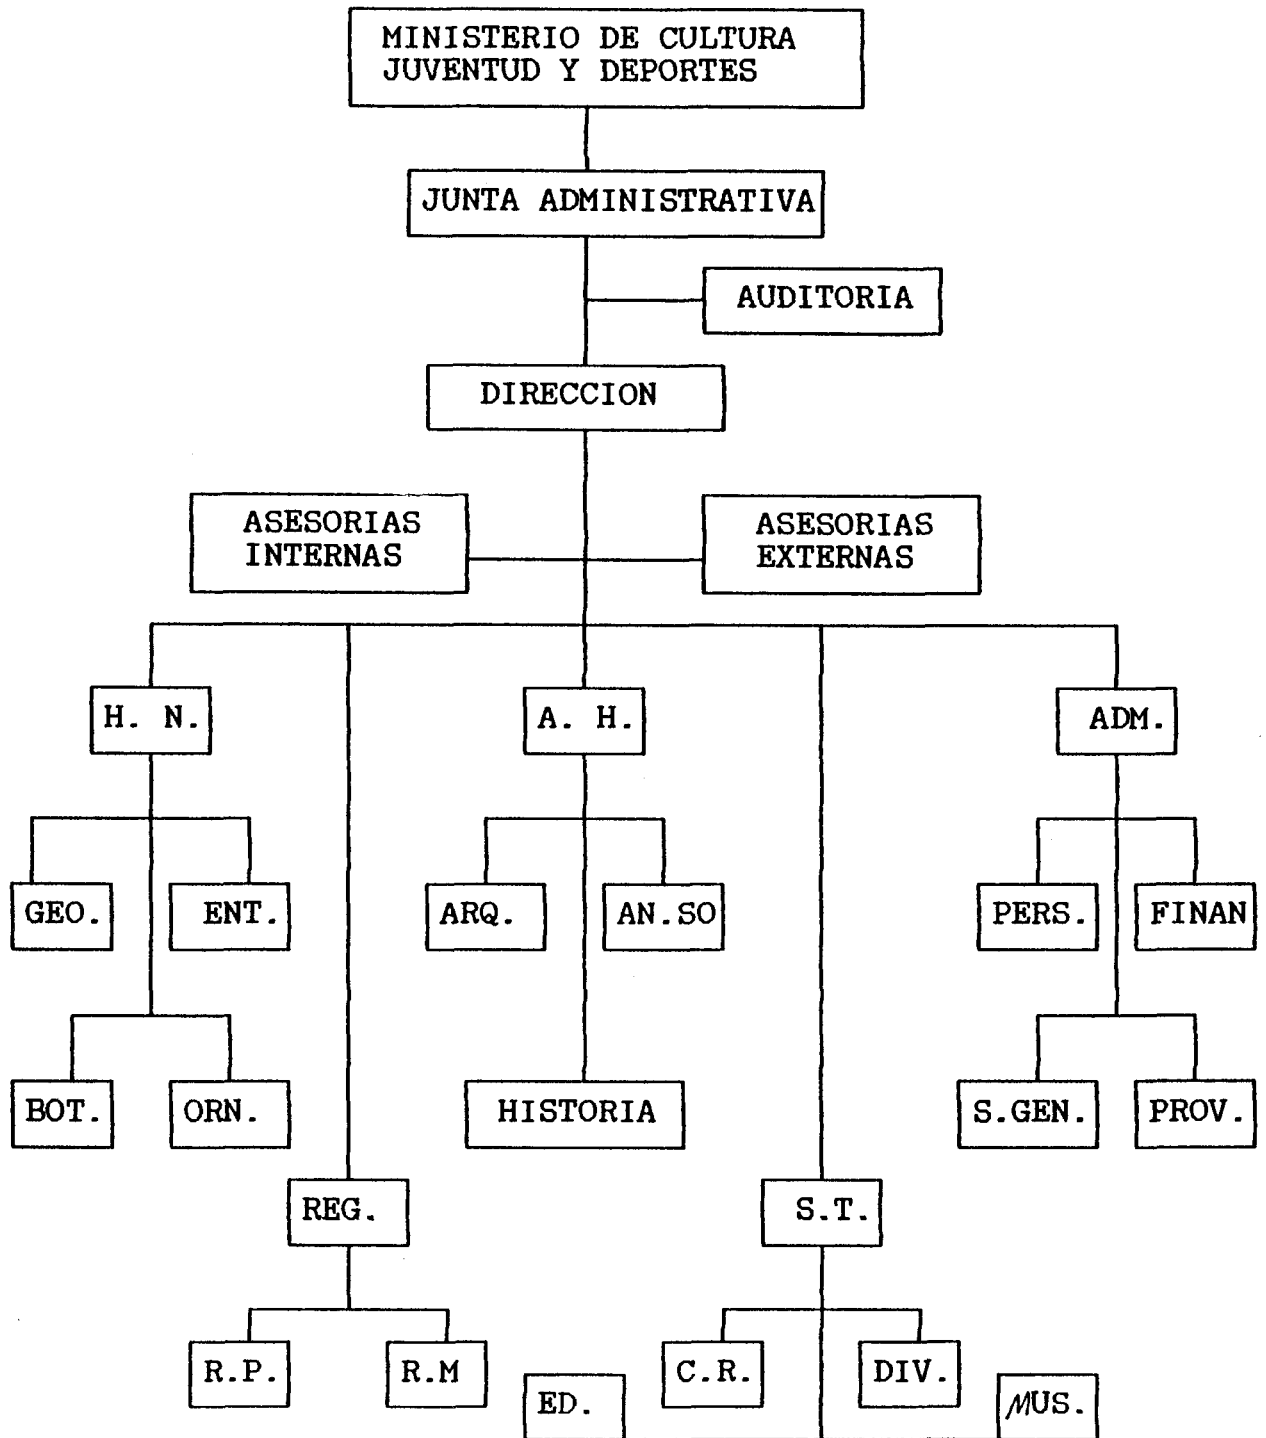 MINISTERIO DE CULTURA
JUVENTUD Y DEPORTES
JUNTA ADMINISTRATIVA
AUDITORIA
DIRECCION
ASESORIAS
INTERNAS
ASESORIAS
EXTERNAS
H. N.
A. H.
ADM.
GEO.
ENT.
ARQ.
AN.SO
PERS.
FINAN
BOT.
ORN.
HISTORIA
S.GEN.
PROV.
REG.
S.T.
R.P.
R.M
C.R.
DIV.
ED.
MUS.